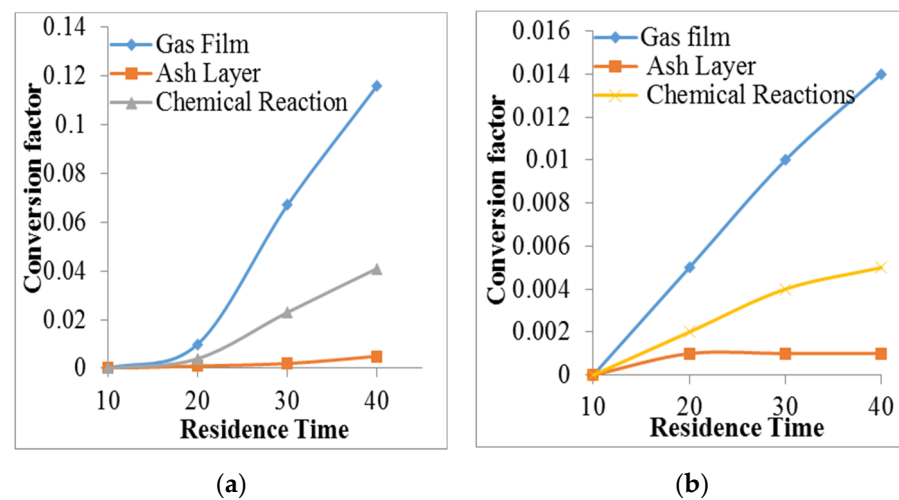 0.14
0.12
0.1
0.08
0.06
0.04
0.02
0
Conversion factor
Gas Film
Ash Layer
Chemical Reaction
10 20 30 40
Residence Time
(a)
0.016
0.014
0.012
0.01
0.008
0.006
0.004
0.002
0
Conversion factor
Gas film
Ash Layer
Chemical Reactions
10 20 30 40
Residence Time
(b)